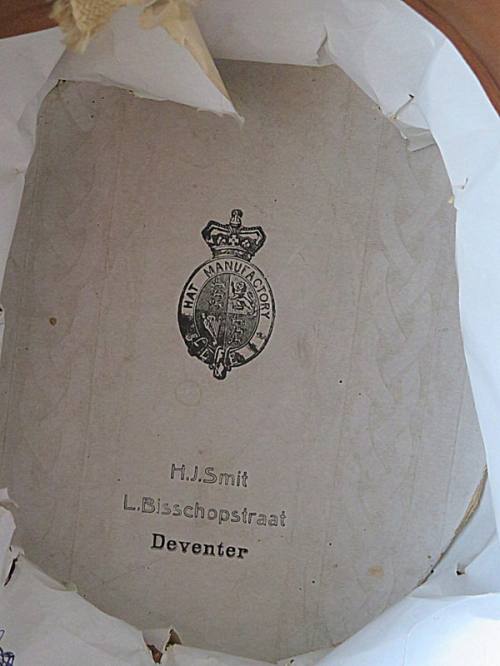 HAT MANUFACTORY
H.J.Smit
L.Bisschopstraat
Deventer